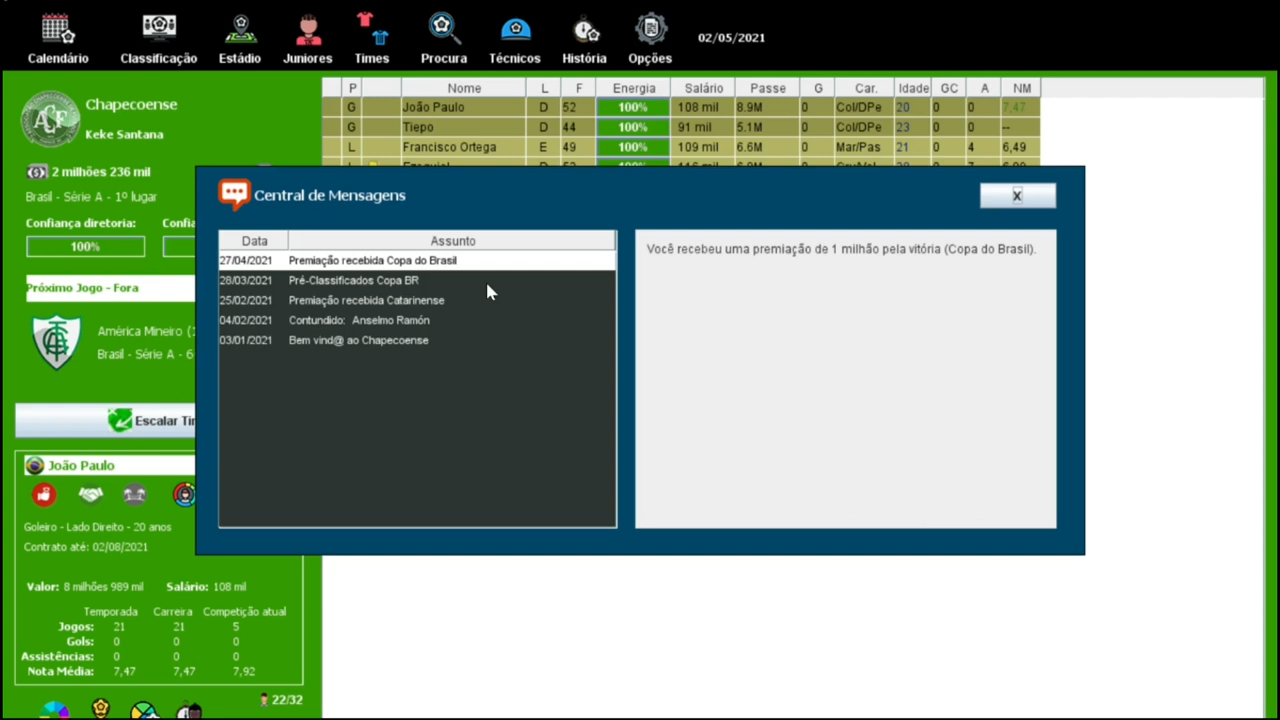 Calendário Classificação Estádio Juniores Times Procura Técnicos História Opções 02/05/2021
Chapecoense
Keke Santana
2 milhões 236 mil
Brasil - Série A - 1º lugar
Confiança diretoria:
100%
Próximo Jogo - Fora
América Mineiro
Brasil - Série A - 6
Escalar
João Paulo
Goleiro - Lado Direito - 20 anos
Contrato até: 02/08/2021
Valor: 8 milhões 989 mil Salário: 108 mil
Temporada Carreira Competição atual
Jogos: 21 21 5
Gols: 0 0 0
Assistências: 0 0 0
Nota Média: 7,47 7,47 7,92
22/32
P Nome L F Energia Salário Passe G Car. Idade GC A NM
G João Paulo D 52 100% 108 mil 8.9M 0 Col/DPe 20 0 0 7,47
G Tiepo D 44 100% 91 mil 5.1M 0 Col/DPe 23 0 0 --
L Francisco Ortega E 49 100% 109 mil 6.6M 0 Mar/Pas 21 0 4 6,49
Central de Mensagens
X
Data Assunto
27/04/2021 Premiação recebida Copa do Brasil
28/03/2021 Pré-Classificados Copa BR
25/02/2021 Premiação recebida Catarinense
04/02/2021 Contundido: Anselmo Ramón
03/01/2021 Bem vind@ ao Chapecoense
Você recebeu uma premiação de 1 milhão pela vitória (Copa do Brasil).